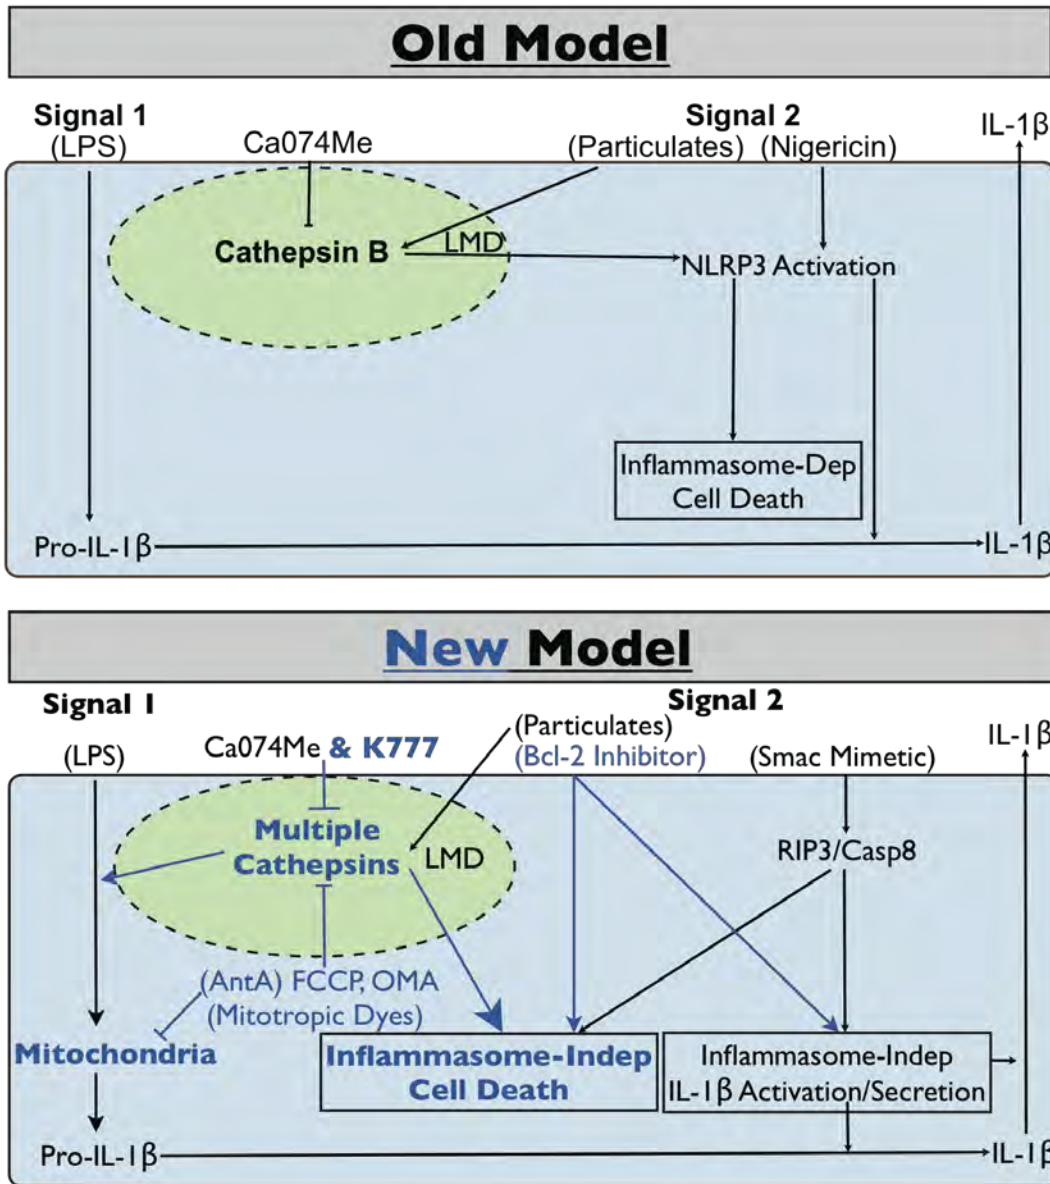 Old Model
Signal 1
(LPS)
Ca074Me
Signal 2
(Particulates) (Nigericin)
IL-1β
Cathepsin B
LMD
NLRP3 Activation
Inflammasome-Dep
Cell Death
Pro-IL-1β
IL-1β
New Model
Signal 1
(LPS)
Ca074Me & K777
Signal 2
(Particulates)
(Bcl-2 Inhibitor)
(Smac Mimetic)
IL-1β
Multiple
Cathepsins
LMD
RIP3/Casp8
(AntA) FCCP, OMA
(Mitotropic Dyes)
Mitochondria
Inflammasome-Indep
Cell Death
Inflammasome-Indep
IL-1β Activation/Secretion
Pro-IL-1β
IL-1β